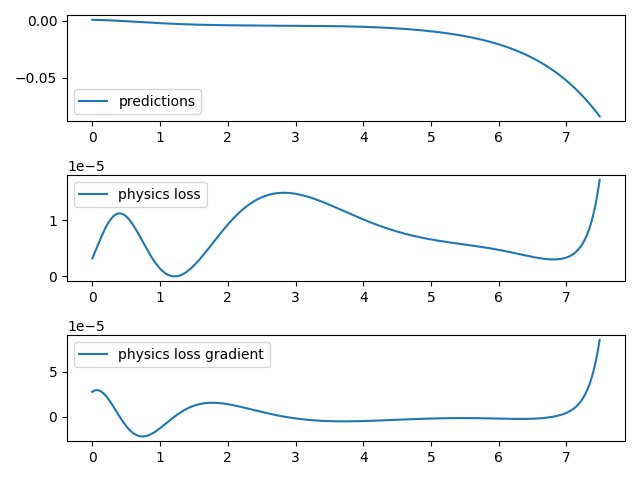 0.00
−0.05
predictions
0 1 2 3 4 5 6 7
1e−5
physics loss
1
0
0 1 2 3 4 5 6 7
1e−5
physics loss gradient
5
0
0 1 2 3 4 5 6 7